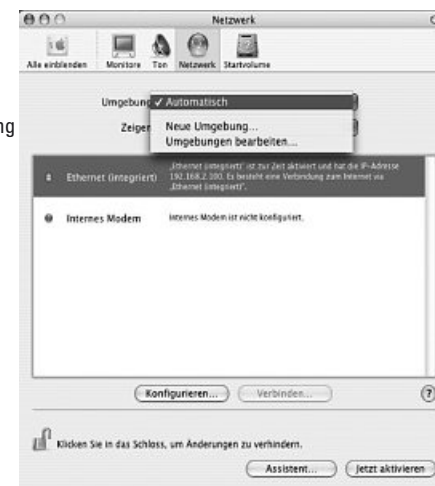 Netzwerk
Alle einblenden Monitore Ton Netzwerk Startvolume
Umgebung ✓ Automatisch
ng
Zeigen Neue Umgebung...
Umgebungen bearbeiten...
Ethernet (integriert) „Ethernet (integriert)“ ist zur Zeit aktiviert und hat die IP-Adresse
192.168.2.100. Es besteht eine Verbindung zum Internet via
„Ethernet (integriert)“.
Internes Modem Internes Modem ist nicht konfiguriert.
Konfigurieren... Verbinden... ?
Klicken Sie in das Schloss, um Änderungen zu verhindern.
Assistent... Jetzt aktivieren